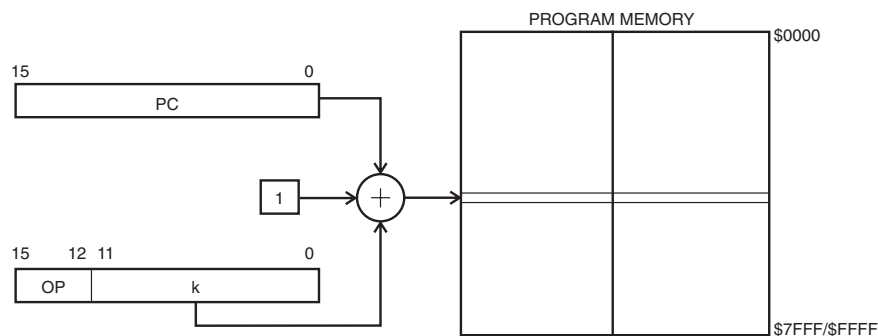 PROGRAM MEMORY
$0000
15 0
PC
1
+
15 12 11 0
OP k
$7FFF/$FFFF